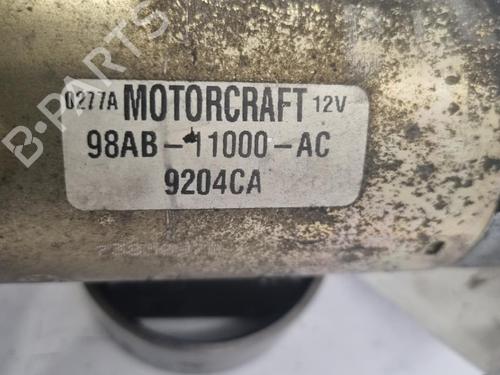 B-PARTS
0277A MOTORCRAFT 12V
98AB-11000-AC
9204CA